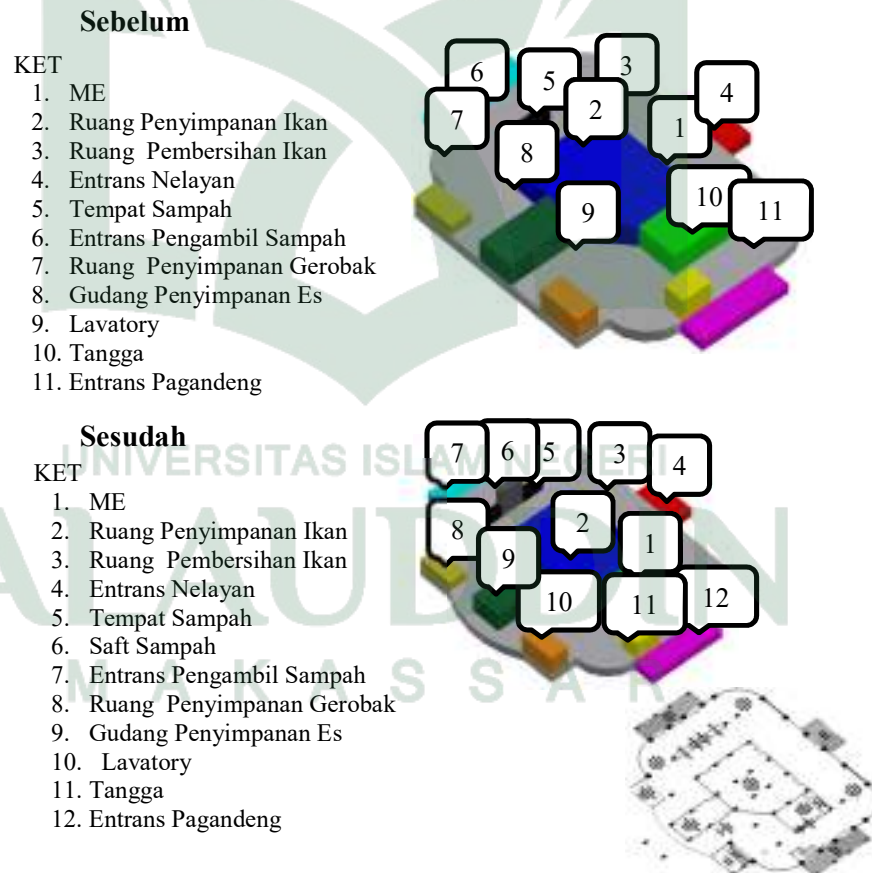 Sebelum
KET
1. ME
2. Ruang Penyimpanan Ikan
3. Ruang Pembersihan Ikan
4. Entrans Nelayan
5. Tempat Sampah
6. Entrans Pengambil Sampah
7. Ruang Penyimpanan Gerobak
8. Gudang Penyimpanan Es
9. Lavatory
10. Tangga
11. Entrans Pagandeng
6
5
3
4
7
2
1
8
9
10
11
Sesudah
KET
1. ME
2. Ruang Penyimpanan Ikan
3. Ruang Pembersihan Ikan
4. Entrans Nelayan
5. Tempat Sampah
6. Saft Sampah
7. Entrans Pengambil Sampah
8. Ruang Penyimpanan Gerobak
9. Gudang Penyimpanan Es
10. Lavatory
11. Tangga
12. Entrans Pagandeng
7
6
5
3
4
8
2
1
9
10
11
12
UNIVERSITAS ISLAM NEGERI
ALAUDDIN
MAKASSAR